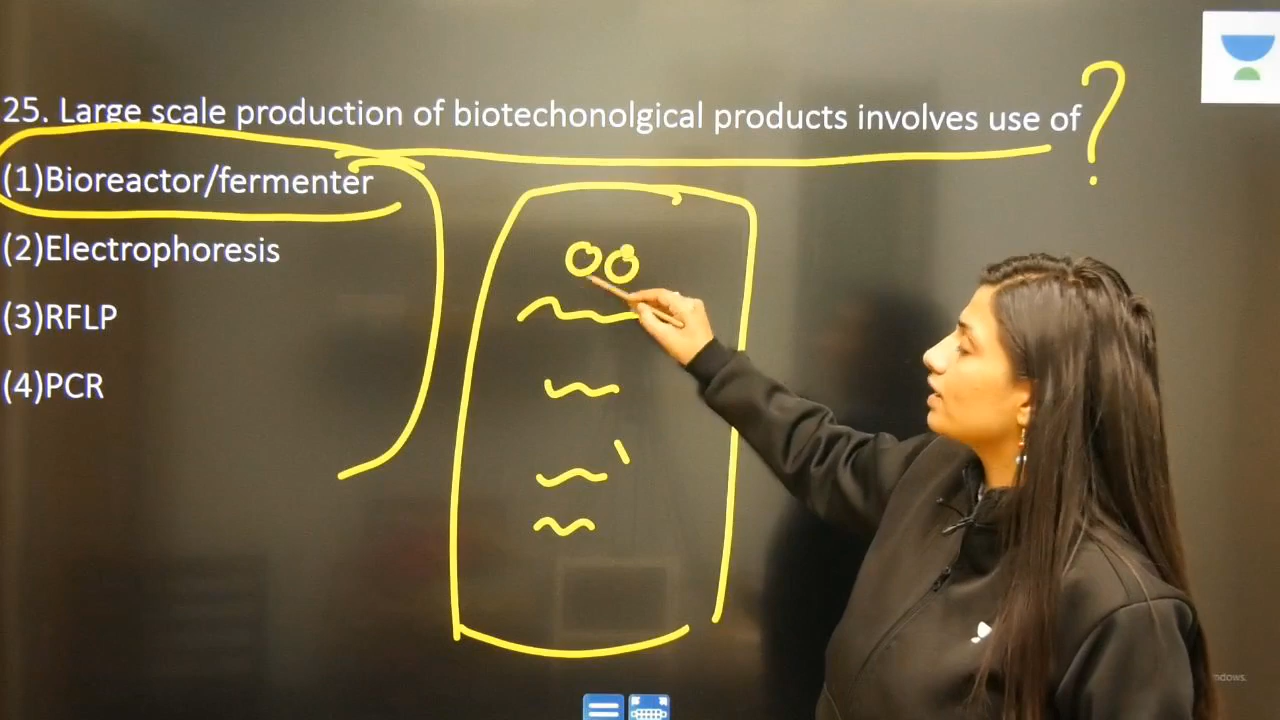 25. Large scale production of biotechonolgical products involves use of ?
(1)Bioreactor/fermenter
(2)Electrophoresis
(3)RFLP
(4)PCR
ndows.